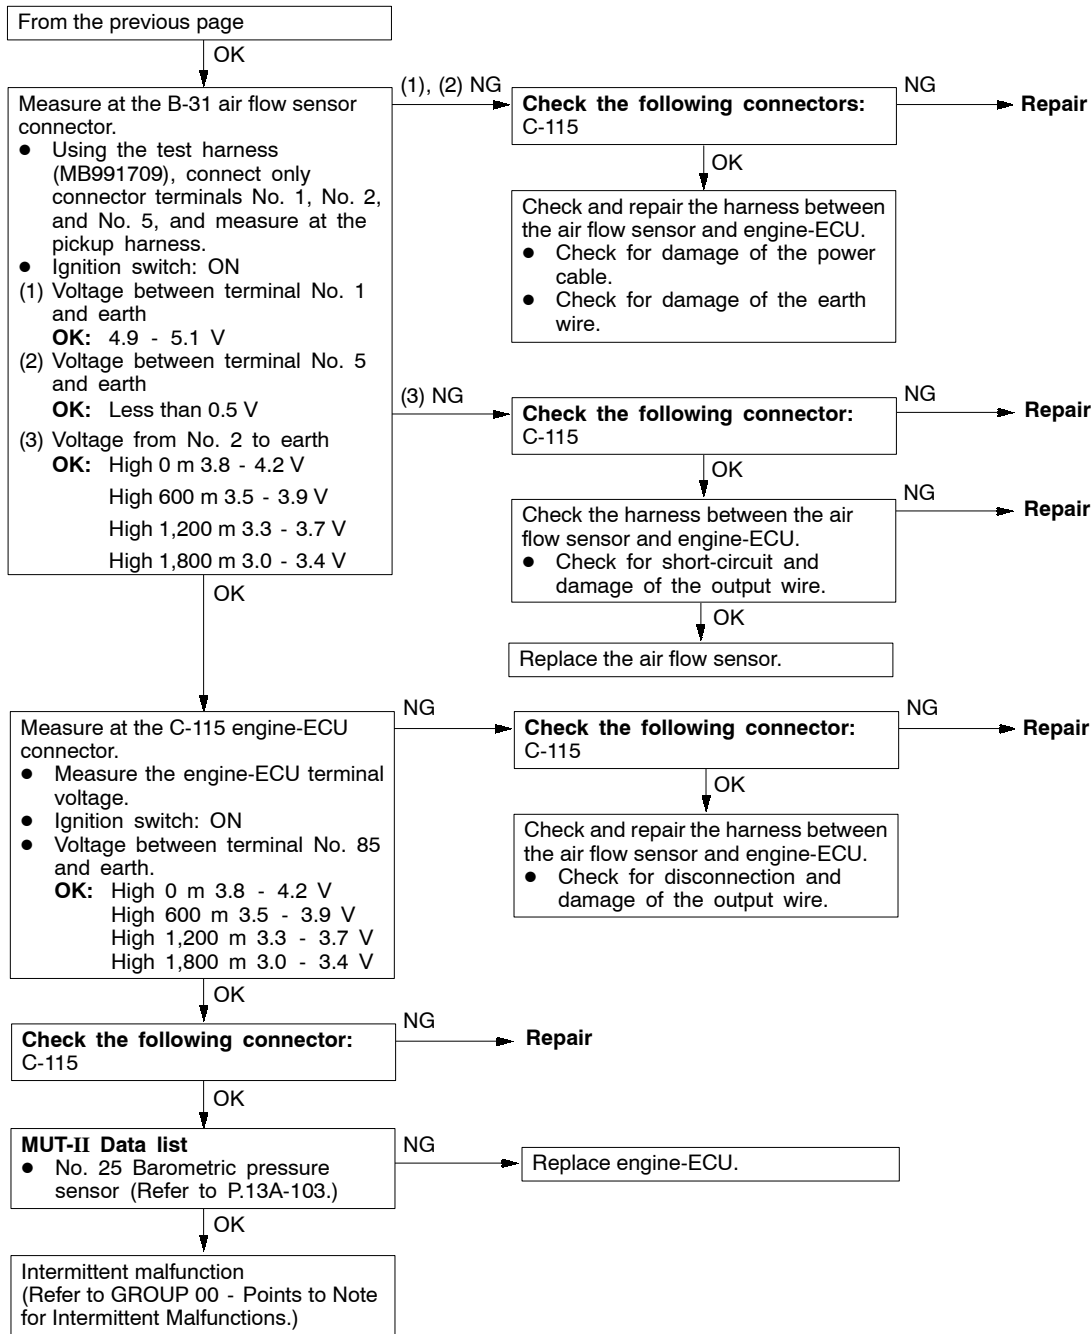 From the previous page
OK
Measure at the B-31 air flow sensor
connector.
● Using the test harness
(MB991709), connect only
connector terminals No. 1, No. 2,
and No. 5, and measure at the
pickup harness.
● Ignition switch: ON
(1) Voltage between terminal No. 1
and earth
OK: 4.9 - 5.1 V
(2) Voltage between terminal No. 5
and earth
OK: Less than 0.5 V
(3) Voltage from No. 2 to earth
OK: High 0 m 3.8 - 4.2 V
High 600 m 3.5 - 3.9 V
High 1,200 m 3.3 - 3.7 V
High 1,800 m 3.0 - 3.4 V
(1), (2) NG
Check the following connectors:
C-115
NG
Repair
OK
Check and repair the harness between
the air flow sensor and engine-ECU.
● Check for damage of the power
cable.
● Check for damage of the earth
wire.
(3) NG
Check the following connector:
C-115
NG
Repair
OK
Check the harness between the air
flow sensor and engine-ECU.
● Check for short-circuit and
damage of the output wire.
NG
Repair
OK
Replace the air flow sensor.
OK
Measure at the C-115 engine-ECU
connector.
● Measure the engine-ECU terminal
voltage.
● Ignition switch: ON
● Voltage between terminal No. 85
and earth.
OK: High 0 m 3.8 - 4.2 V
High 600 m 3.5 - 3.9 V
High 1,200 m 3.3 - 3.7 V
High 1,800 m 3.0 - 3.4 V
NG
Check the following connector:
C-115
NG
Repair
OK
Check and repair the harness between
the air flow sensor and engine-ECU.
● Check for disconnection and
damage of the output wire.
OK
Check the following connector:
C-115
NG
Repair
OK
MUT-II Data list
● No. 25 Barometric pressure
sensor (Refer to P.13A-103.)
NG
Replace engine-ECU.
OK
Intermittent malfunction
(Refer to GROUP 00 - Points to Note
for Intermittent Malfunctions.)